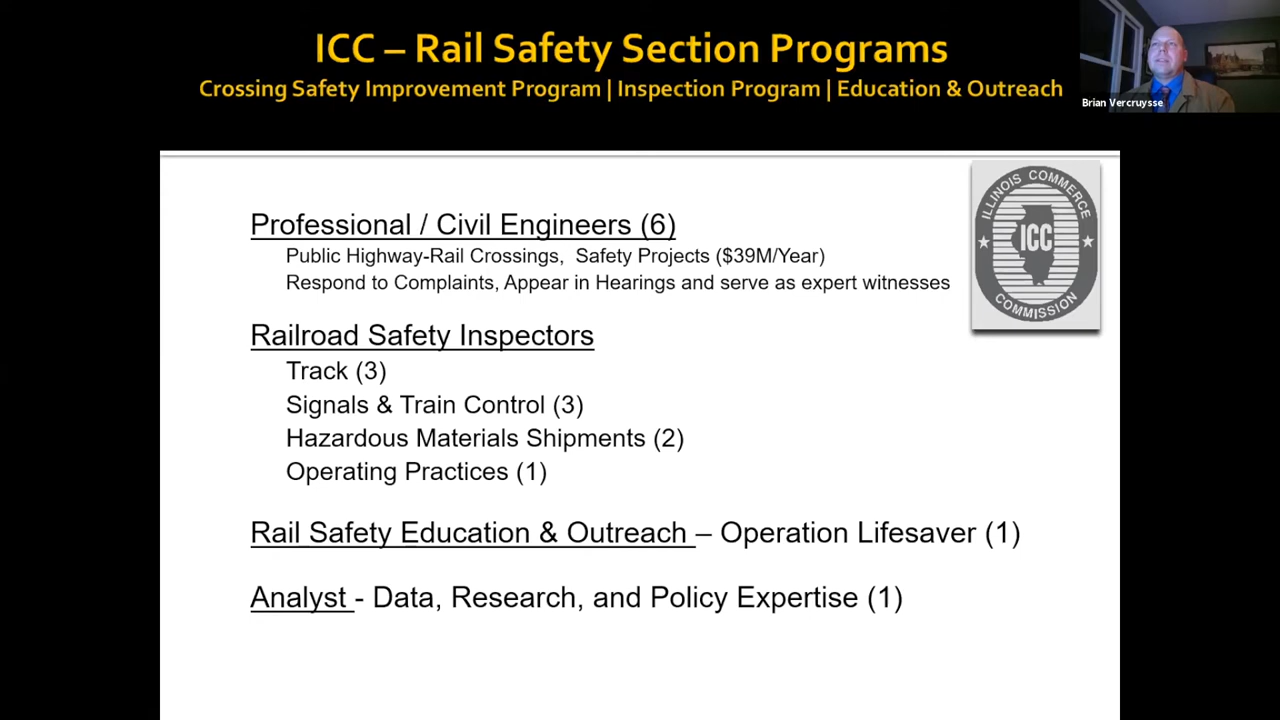 ICC – Rail Safety Section Programs
Crossing Safety Improvement Program | Inspection Program | Education & Outreach
Brian Vercruysse
ILLINOIS COMMERCE
ICC
COMMISSION
Professional / Civil Engineers (6)
Public Highway-Rail Crossings,  Safety Projects ($39M/Year)
Respond to Complaints, Appear in Hearings and serve as expert witnesses
Railroad Safety Inspectors
Track (3)
Signals & Train Control (3)
Hazardous Materials Shipments (2)
Operating Practices (1)
Rail Safety Education & Outreach – Operation Lifesaver (1)
Analyst - Data, Research, and Policy Expertise (1)